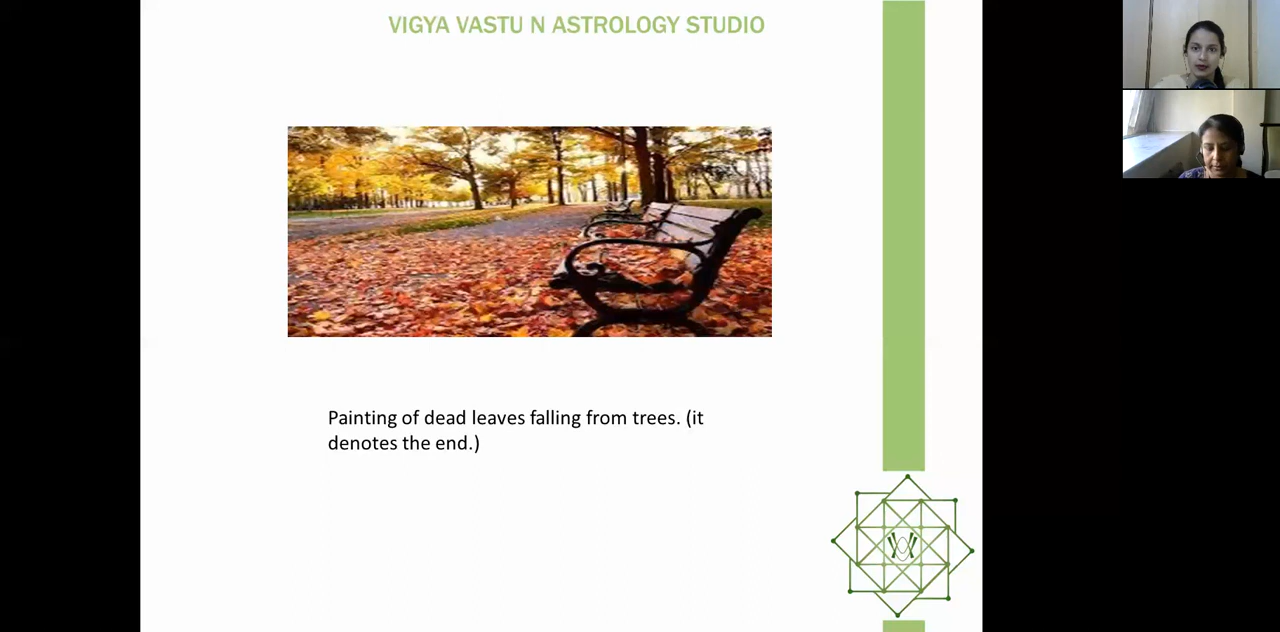 VIGYA VASTU N ASTROLOGY STUDIO
Painting of dead leaves falling from trees. (it
denotes the end.)